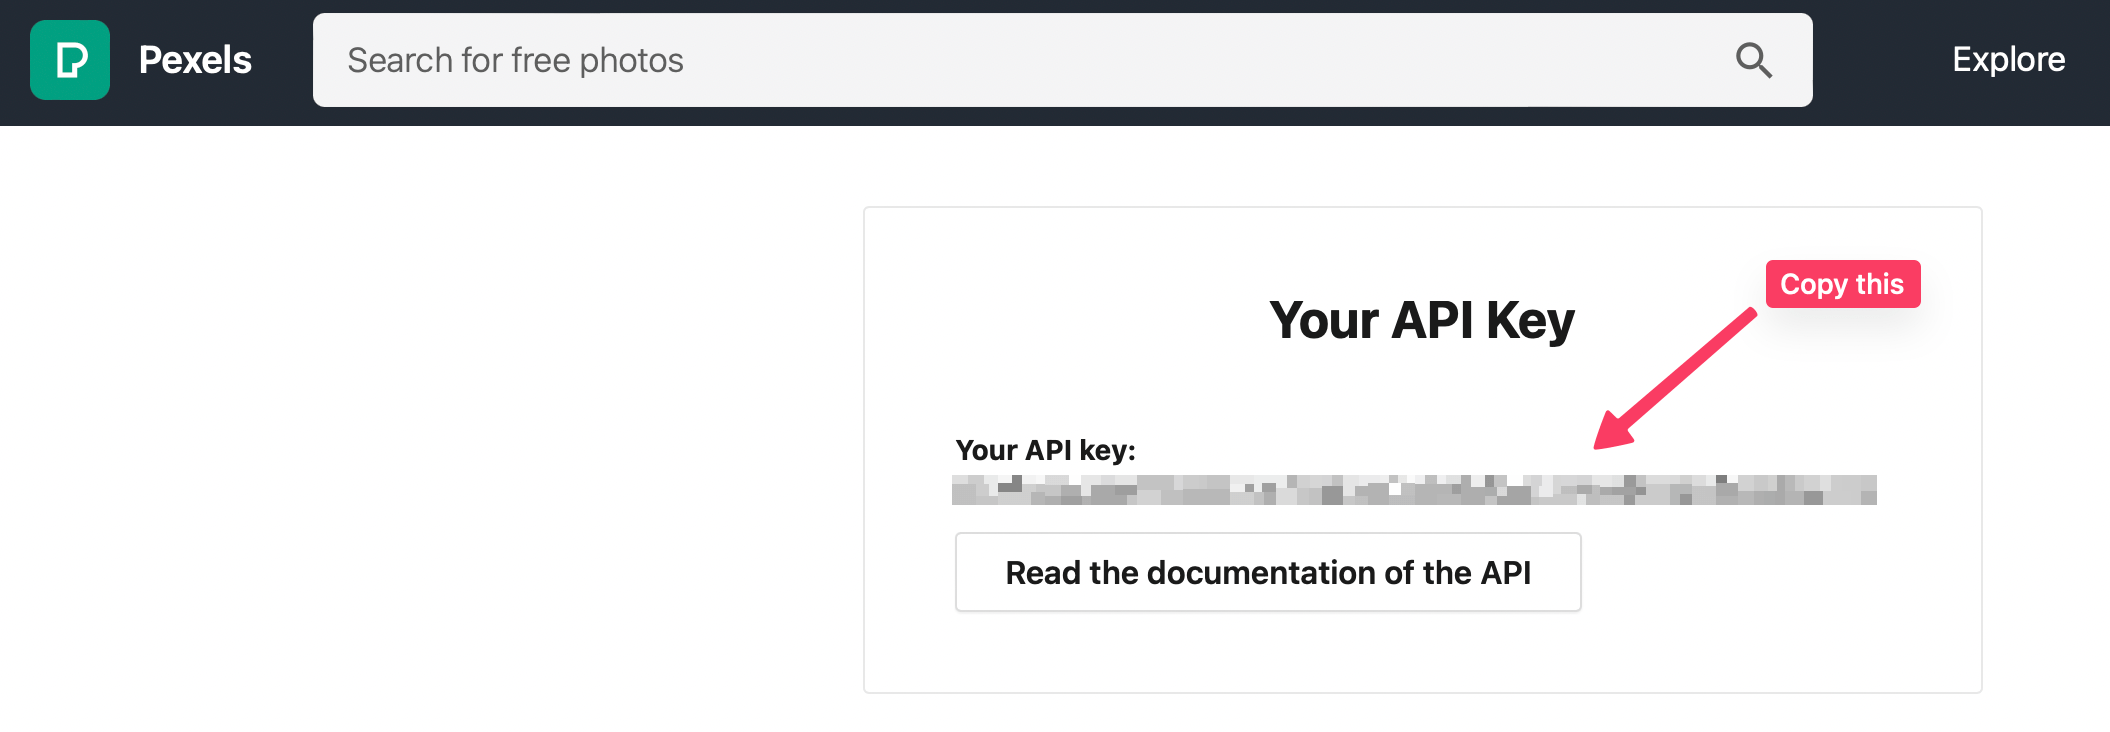 Pexels
Search for free photos
Explore
Copy this
Your API Key
Your API key:
Read the documentation of the API